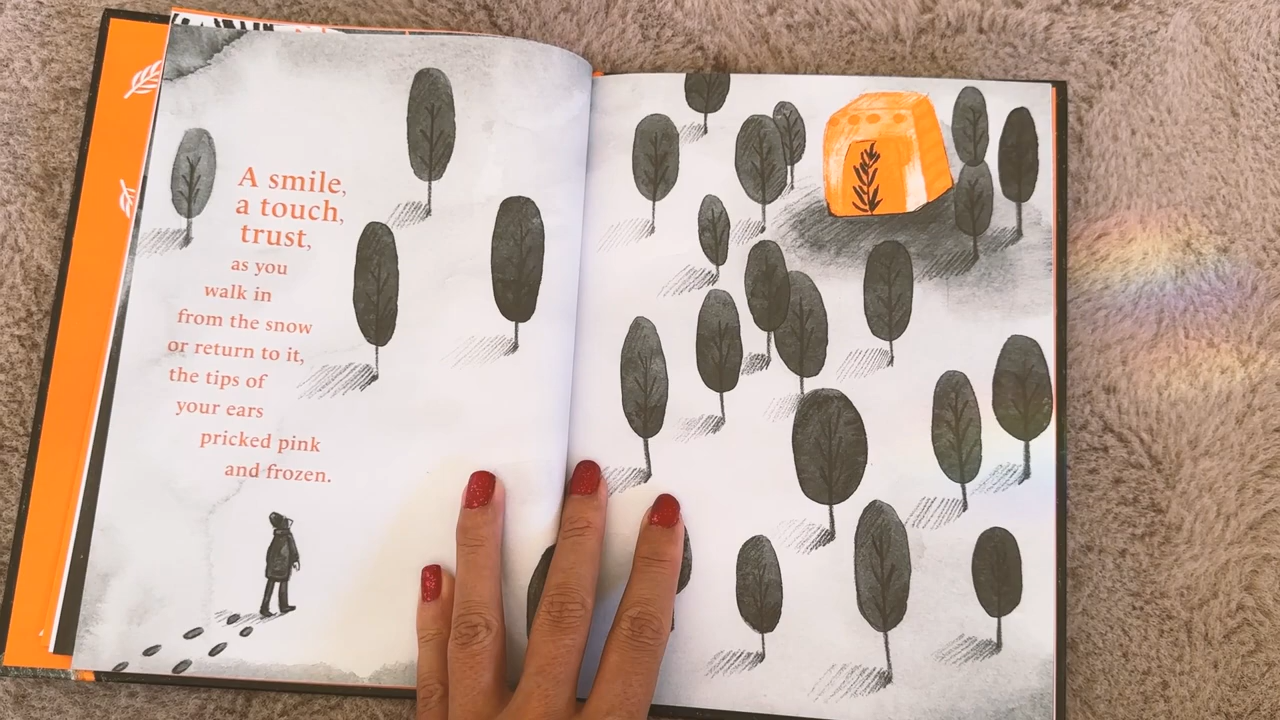 A smile,
a touch,
trust,
as you
walk in
from the snow
or return to it,
the tips of
your ears
pricked pink
and frozen.